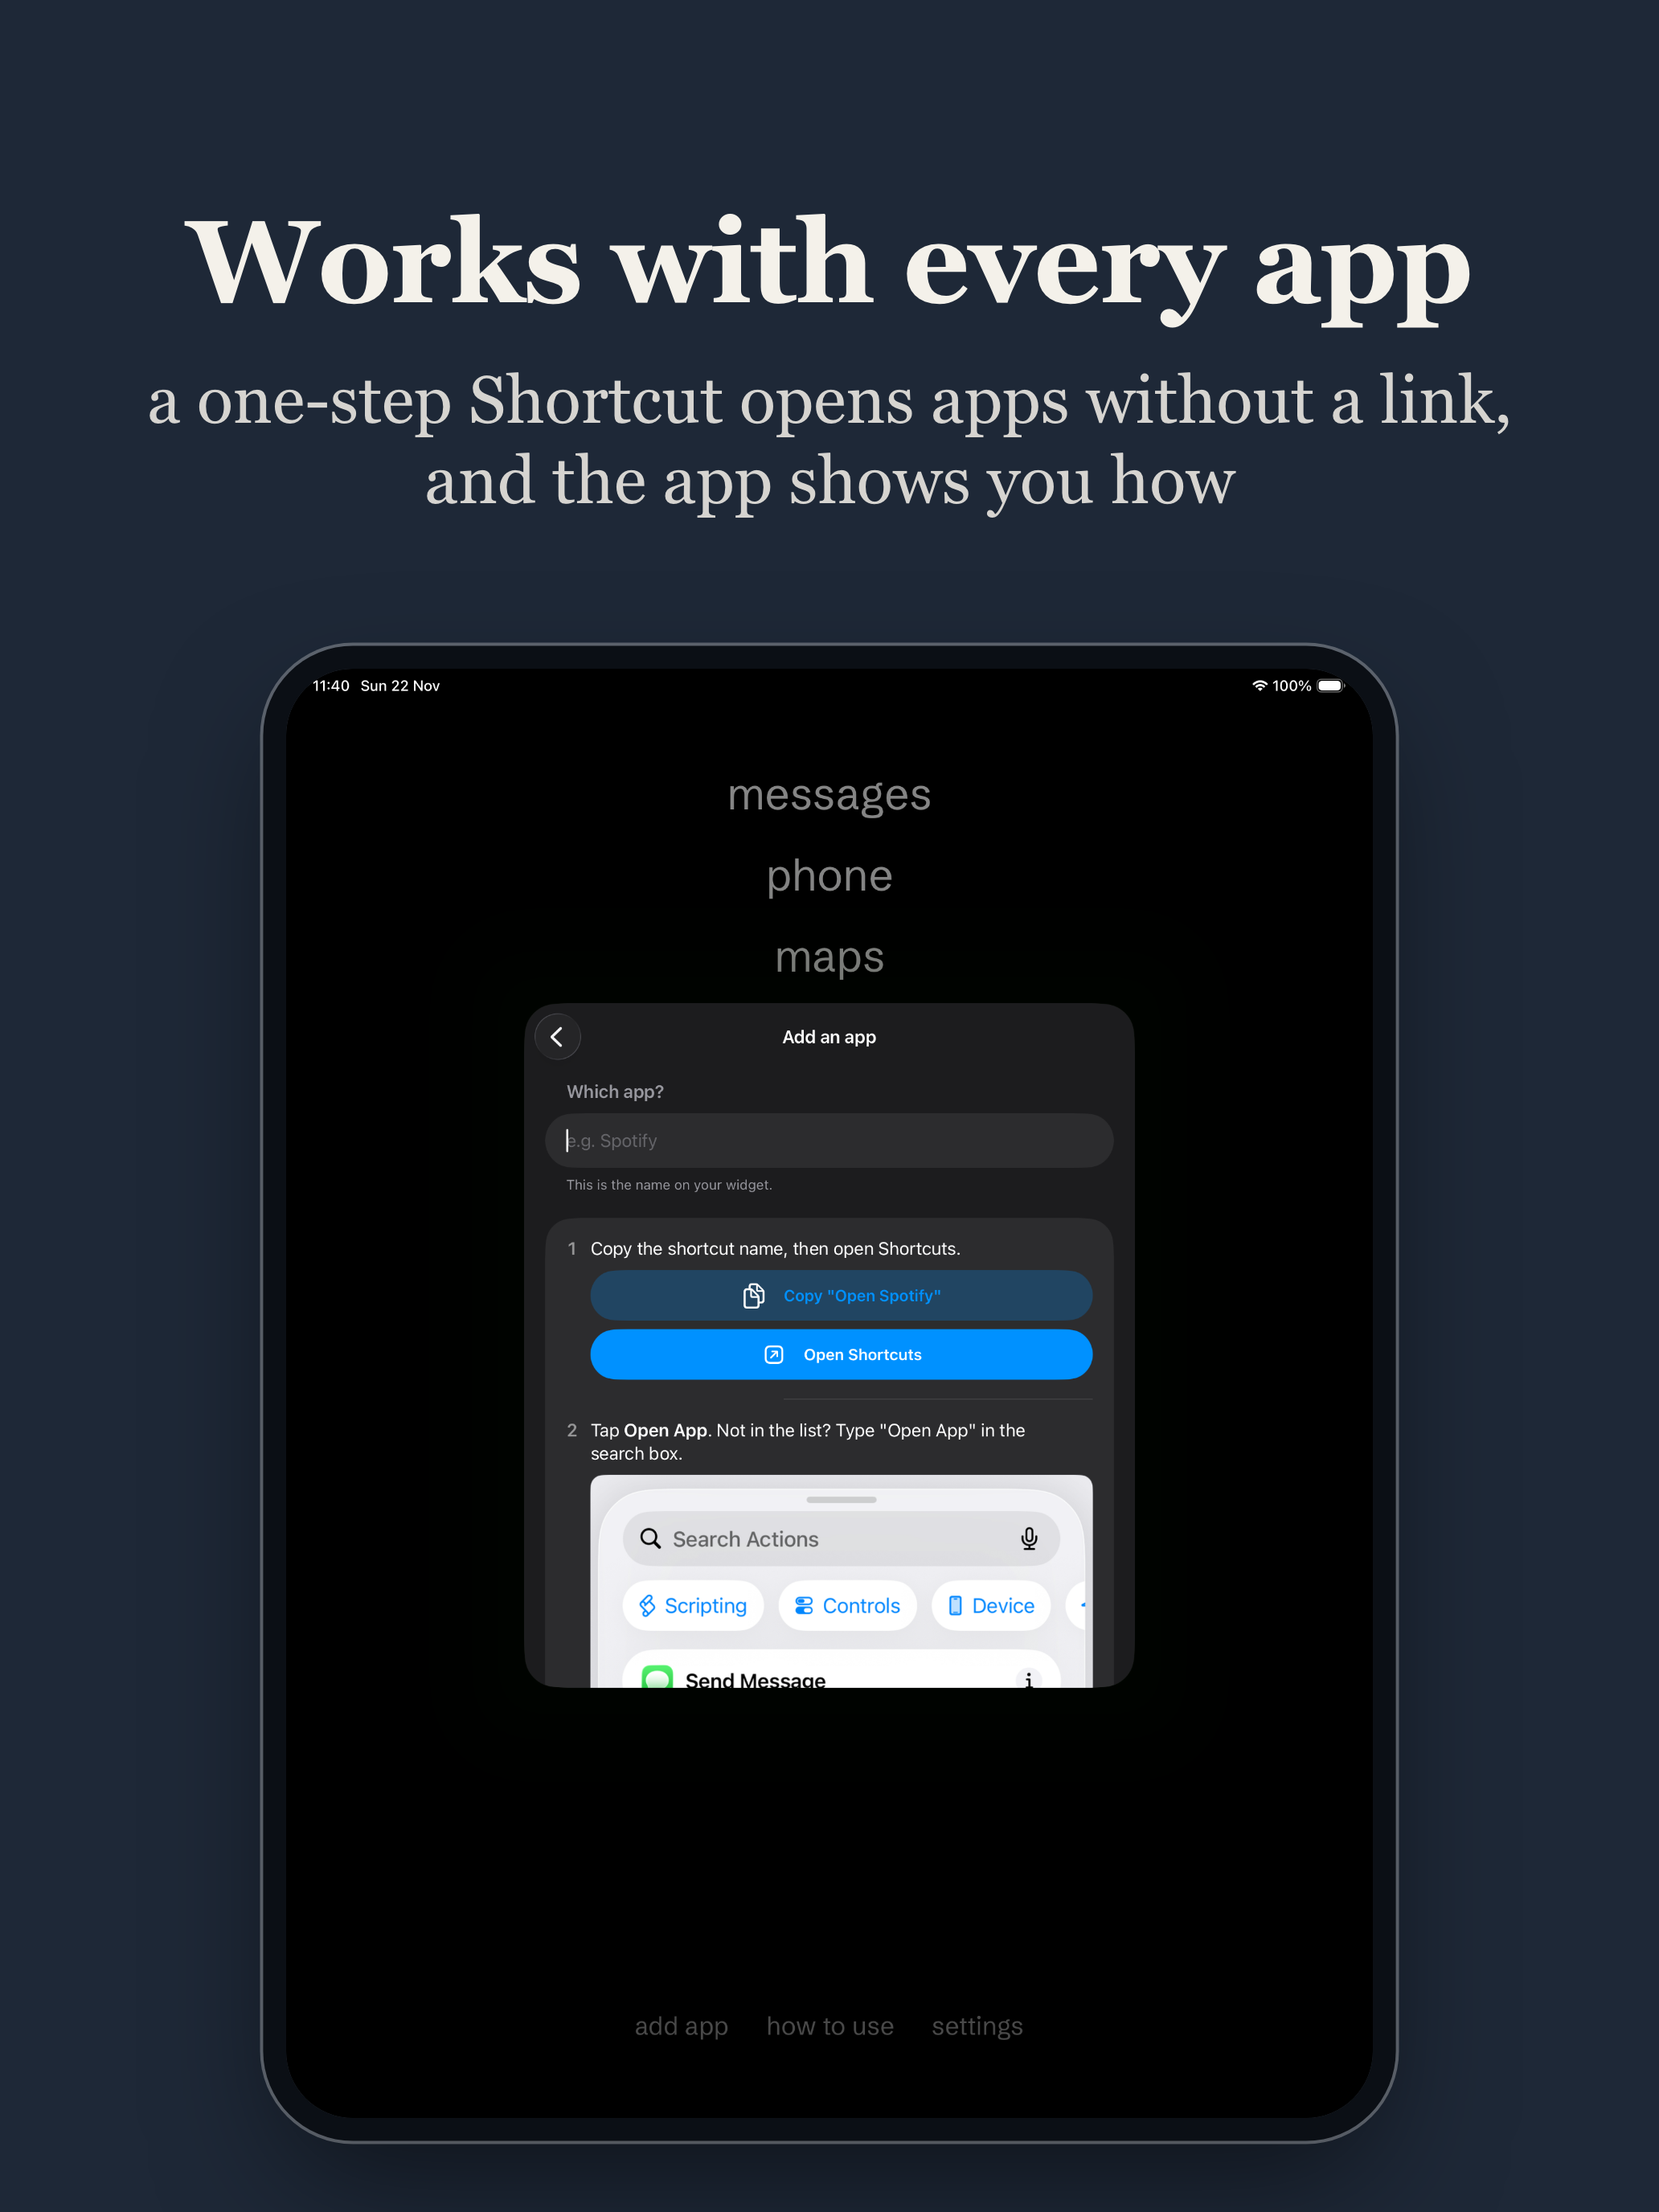 Works with every app
a one-step Shortcut opens apps without a link,
and the app shows you how
11:40 Sun 22 Nov
100%
messages
phone
maps
Add an app
Which app?
e.g. Spotify
This is the name on your widget.
1 Copy the shortcut name, then open Shortcuts.
Copy "Open Spotify"
Open Shortcuts
2 Tap Open App. Not in the list? Type "Open App" in the
search box.
Search Actions
Scripting Controls Device
Send Message
add app how to use settings